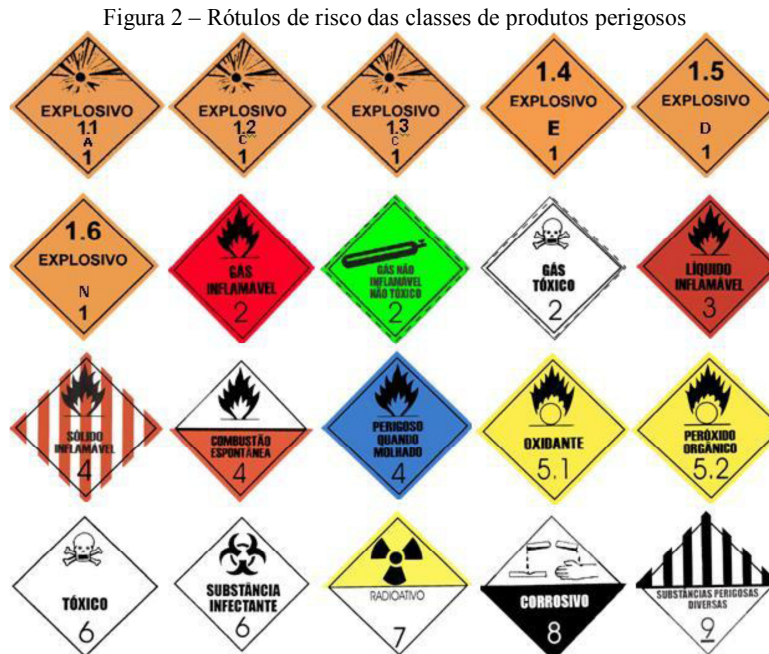 Figura 2 – Rótulos de risco das classes de produtos perigosos
EXPLOSIVO
1.1
A
1
EXPLOSIVO
1.2
C
1
EXPLOSIVO
1.3
C
1
1.4
EXPLOSIVO
E
1
1.5
EXPLOSIVO
D
1
1.6
EXPLOSIVO
N
1
GÁS
INFLAMÁVEL
2
GÁS NÃO
INFLAMÁVEL
NÃO TÓXICO
2
GÁS
TÓXICO
2
LÍQUIDO
INFLAMÁVEL
3
SÓLIDO
INFLAMÁVEL
4
COMBUSTÃO
ESPONTÂNEA
4
PERIGOSO
QUANDO
MOLHADO
4
OXIDANTE
5.1
PERÓXIDO
ORGÂNICO
5.2
TÓXICO
6
SUBSTÂNCIA
INFECTANTE
6
RADIOATIVO
7
CORROSIVO
8
SUBSTÂNCIAS PERIGOSAS
DIVERSAS
9